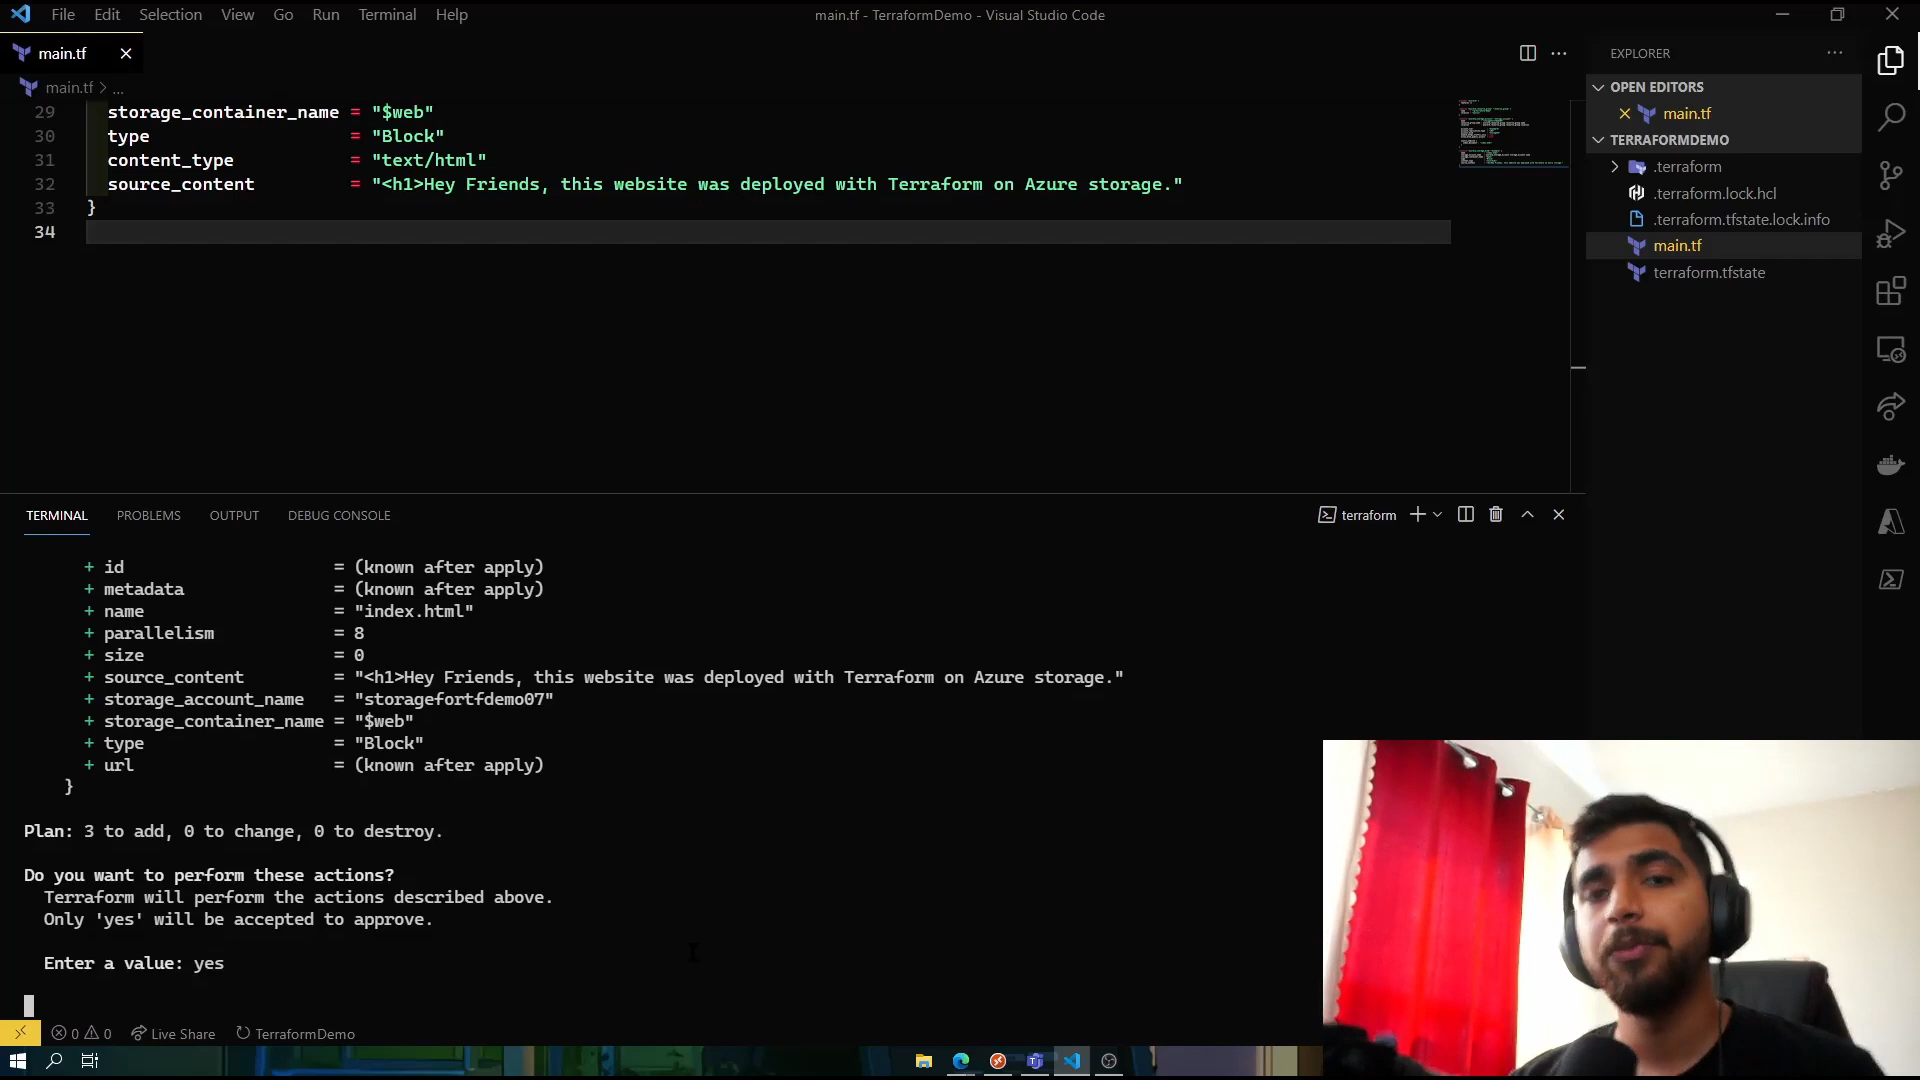 File Edit Selection View Go Run Terminal Help
main.tf - TerraformDemo - Visual Studio Code
main.tf
main.tf > ...
29 storage_container_name = "$web"
30 type = "Block"
31 content_type = "text/html"
32 source_content = "<h1>Hey Friends, this website was deployed with Terraform on Azure storage."
33 }
34
EXPLORER
OPEN EDITORS
main.tf
TERRAFORMDEMO
.terraform
.terraform.lock.hcl
.terraform.tfstate.lock.info
main.tf
terraform.tfstate
TERMINAL PROBLEMS OUTPUT DEBUG CONSOLE
terraform
+ id = (known after apply)
+ metadata = (known after apply)
+ name = "index.html"
+ parallelism = 8
+ size = 0
+ source_content = "<h1>Hey Friends, this website was deployed with Terraform on Azure storage."
+ storage_account_name = "storagefortfdemo07"
+ storage_container_name = "$web"
+ type = "Block"
+ url = (known after apply)
}
Plan: 3 to add, 0 to change, 0 to destroy.
Do you want to perform these actions?
Terraform will perform the actions described above.
Only 'yes' will be accepted to approve.
Enter a value: yes
0 0 Live Share TerraformDemo